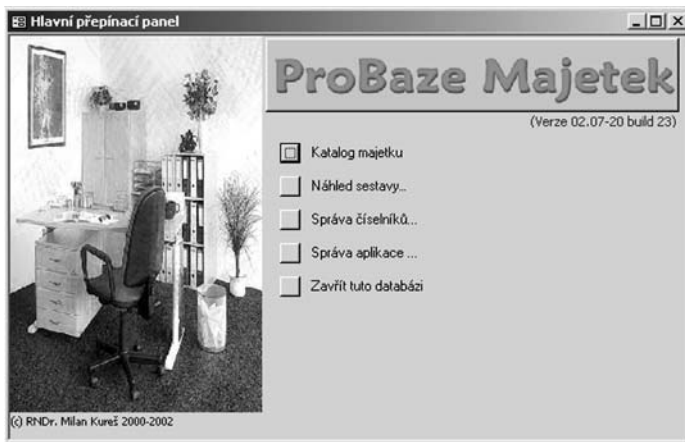 Hlavní přepínací panel
ProBaze Majetek
(Verze 02.07-20 build 23)
Katalog majetku
Náhled sestavy...
Správa číselníků...
Správa aplikace ...
Zavřít tuto databázi
(c) RNDr. Milan Kureš 2000-2002